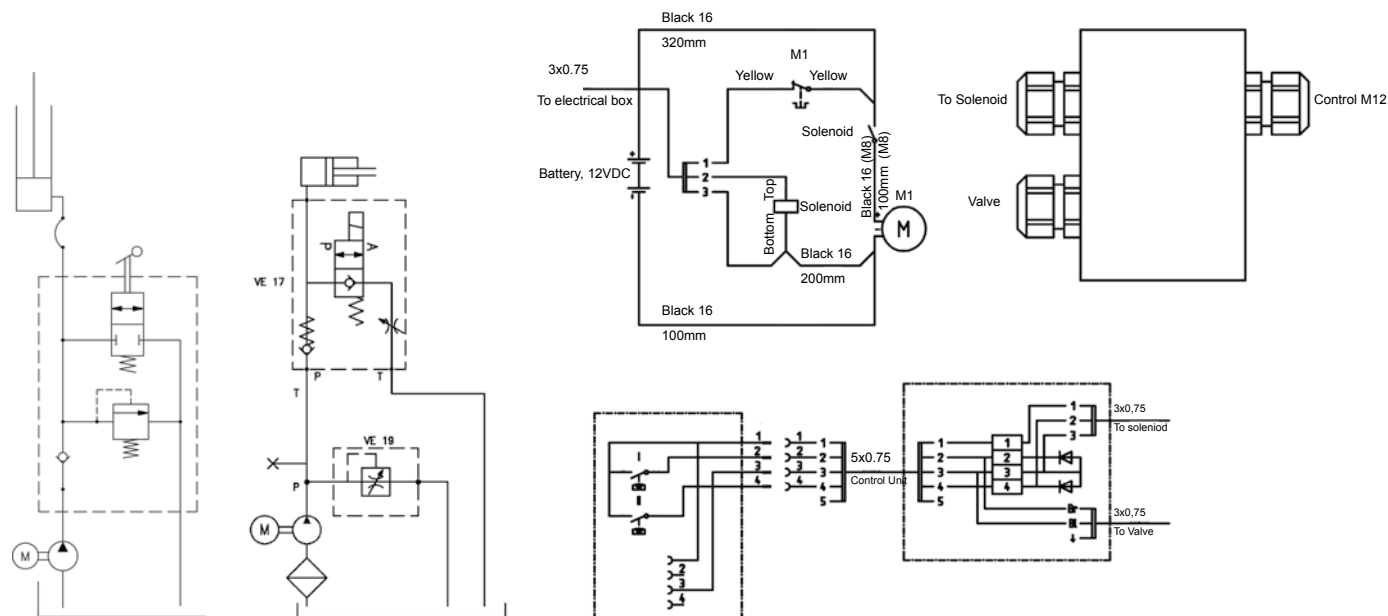 Black 16
320mm
3x0.75
To electrical box
M1
Yellow
Yellow
Solenoid
Black 16 (M8)
100mm (M8)
Battery, 12VDC
+
-
1
2
3
Top
Bottom
Solenoid
M1
+
-
M
Black 16
200mm
Black 16
100mm
To Solenoid
Control M12
Valve
M
A
P
VE 17
P
T
T
VE 19
P
M
I
II
1
2
3
4
1
2
3
4
1
2
3
4
5
2
3
4
5x0.75
Control Unit
1
2
3
4
5
1
2
3
4
1
2
3
3x0,75
To soleniod
Br
Bl
3x0,75
To Valve